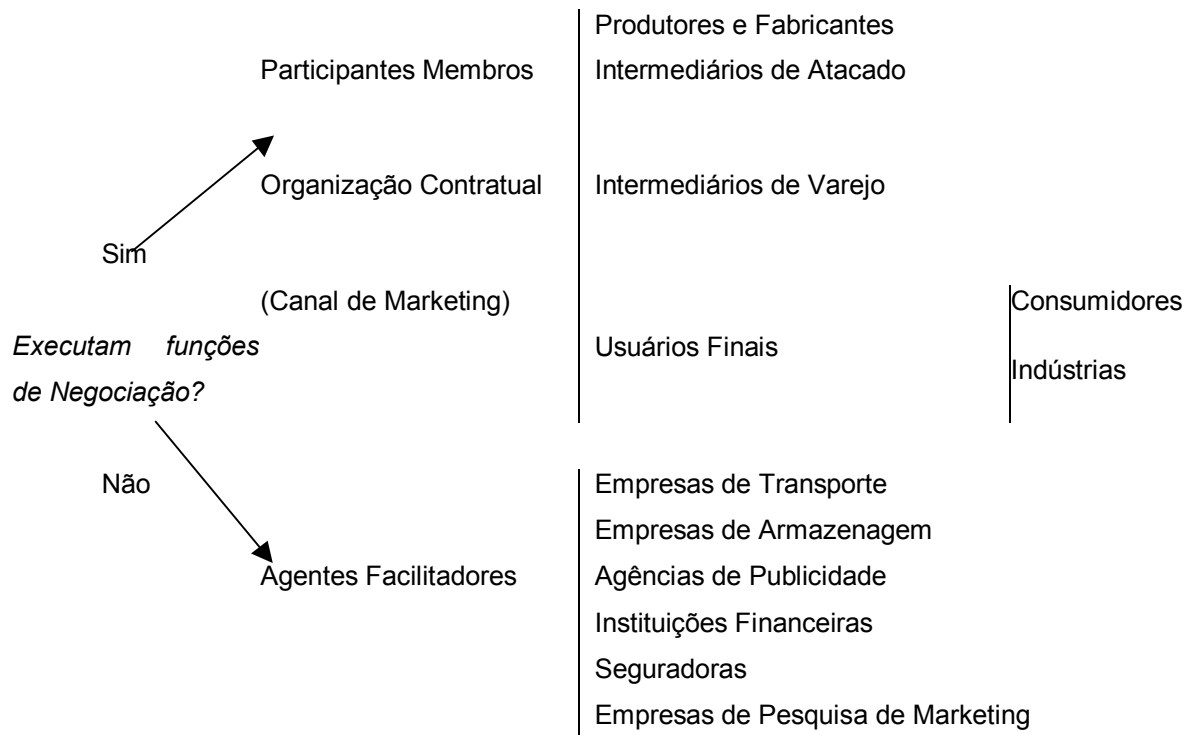 Produtores e Fabricantes
Participantes Membros
Intermediários de Atacado
Organização Contratual
Intermediários de Varejo
Sim
(Canal de Marketing)
Consumidores
Executam funções
de Negociação?
Usuários Finais
Indústrias
Não
Empresas de Transporte
Empresas de Armazenagem
Agentes Facilitadores
Agências de Publicidade
Instituições Financeiras
Seguradoras
Empresas de Pesquisa de Marketing